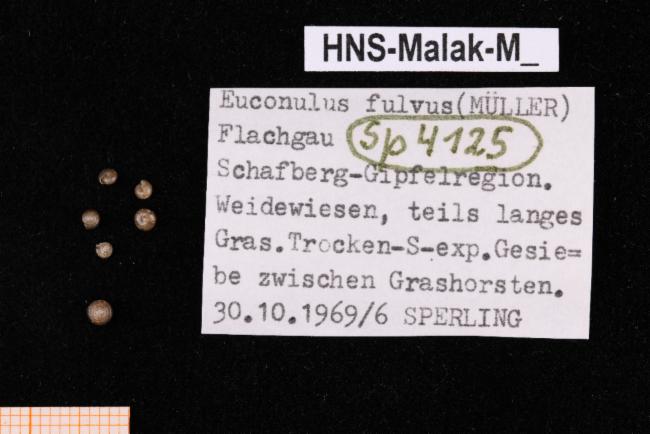 HNS-Malak-M_
Euconulus fulvus(MÜLLER)
Flachgau Sp 4125
Schafberg-Gipfelregion.
Weidewiesen, teils langes
Gras.Trocken-S-exp.Gesie=
be zwischen Grashorsten.
30.10.1969/6 SPERLING